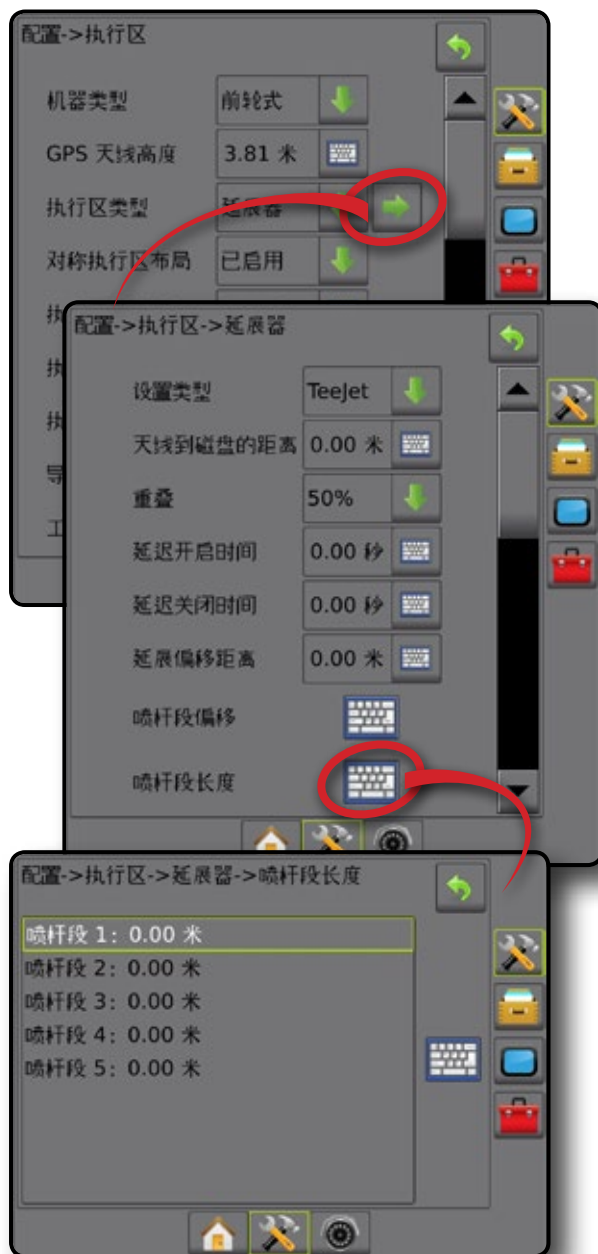 配置->执行区
机器类型 前轮式
GPS 天线高度 3.81 米
执行区类型 延展器
对称执行区布局 已启用
配置->执行区->延展器
设置类型 TeeJet
天线到磁盘的距离 0.00 米
重叠 50%
延迟开启时间 0.00 秒
延迟关闭时间 0.00 秒
延展偏移距离 0.00 米
喷杆段偏移
喷杆段长度
配置->执行区->延展器->喷杆段长度
喷杆段 1: 0.00 米
喷杆段 2: 0.00 米
喷杆段 3: 0.00 米
喷杆段 4: 0.00 米
喷杆段 5: 0.00 米